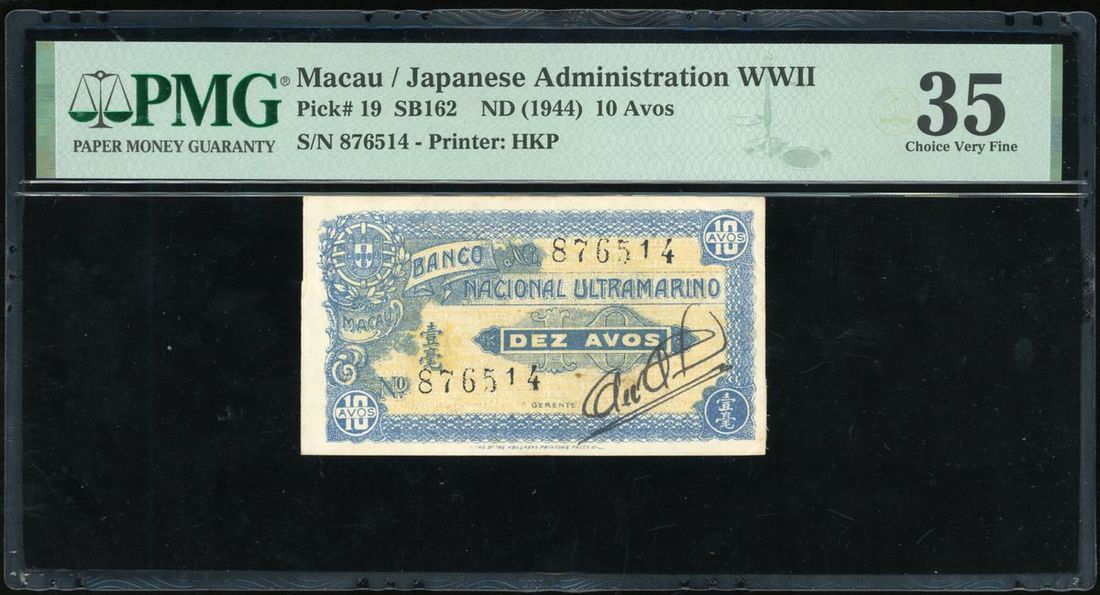 PMG®
PAPER MONEY GUARANTY
Macau / Japanese Administration WWII
Pick# 19 SB162 ND (1944) 10 Avos
S/N 876514 - Printer: HKP
35
Choice Very Fine
10
AVOS
BANCO
No. 876514
NACIONAL ULTRAMARINO
MACAU
10
DEZ AVOS
壹毫
No. 876514
GERENTE
10
AVOS
壹毫